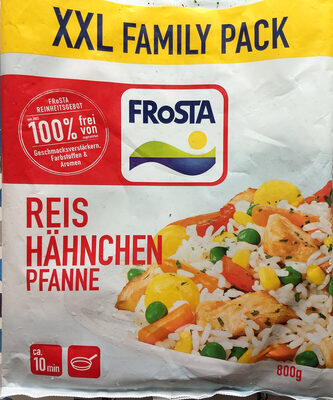 XXL FAMILY PACK
FRoSTA
REINHEITSGEBOT
100% frei
von
Geschmacksverstärkern,
Farbstoffen &
Aromen
FRoSTA
REIS
HÄHNCHEN
PFANNE
ca.
10 min
800g